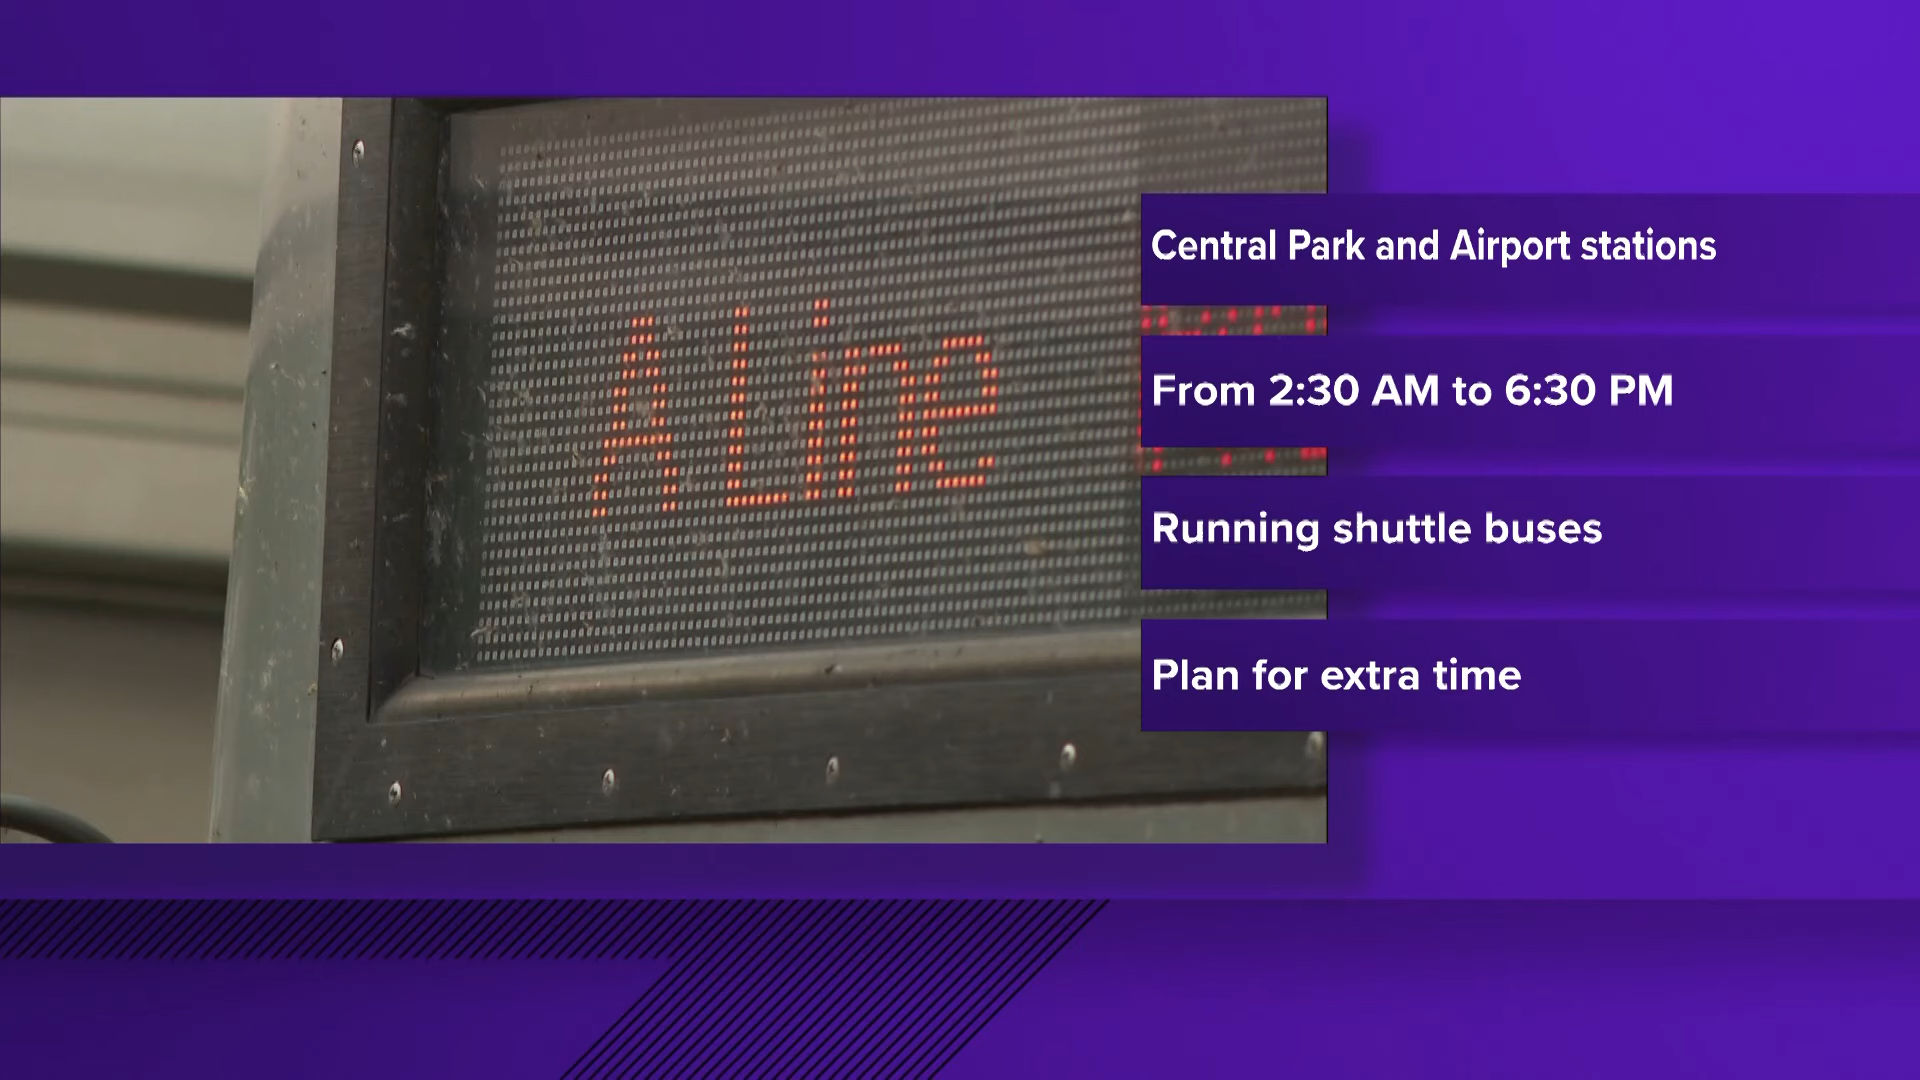 A Line
Central Park and Airport stations
From 2:30 AM to 6:30 PM
Running shuttle buses
Plan for extra time